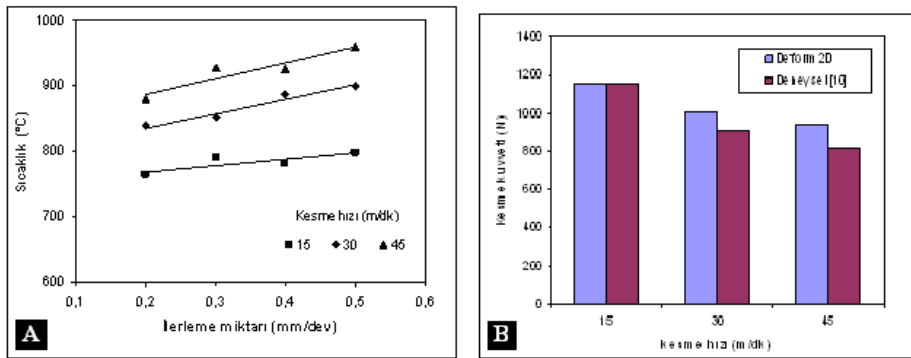 1000
900
800
700
600
Sıcaklık (°C)
Kesme hızı (m/dk)
15 30 45
0,1 0,2 0,3 0,4 0,5 0,6
İlerleme miktarı (mm/dev)
A
1400
1200
1000
800
600
400
200
0
Kesme kuvveti (N)
Deform 2D
Deneysel [10]
15 30 45
Kesme hızı (m/dk)
B